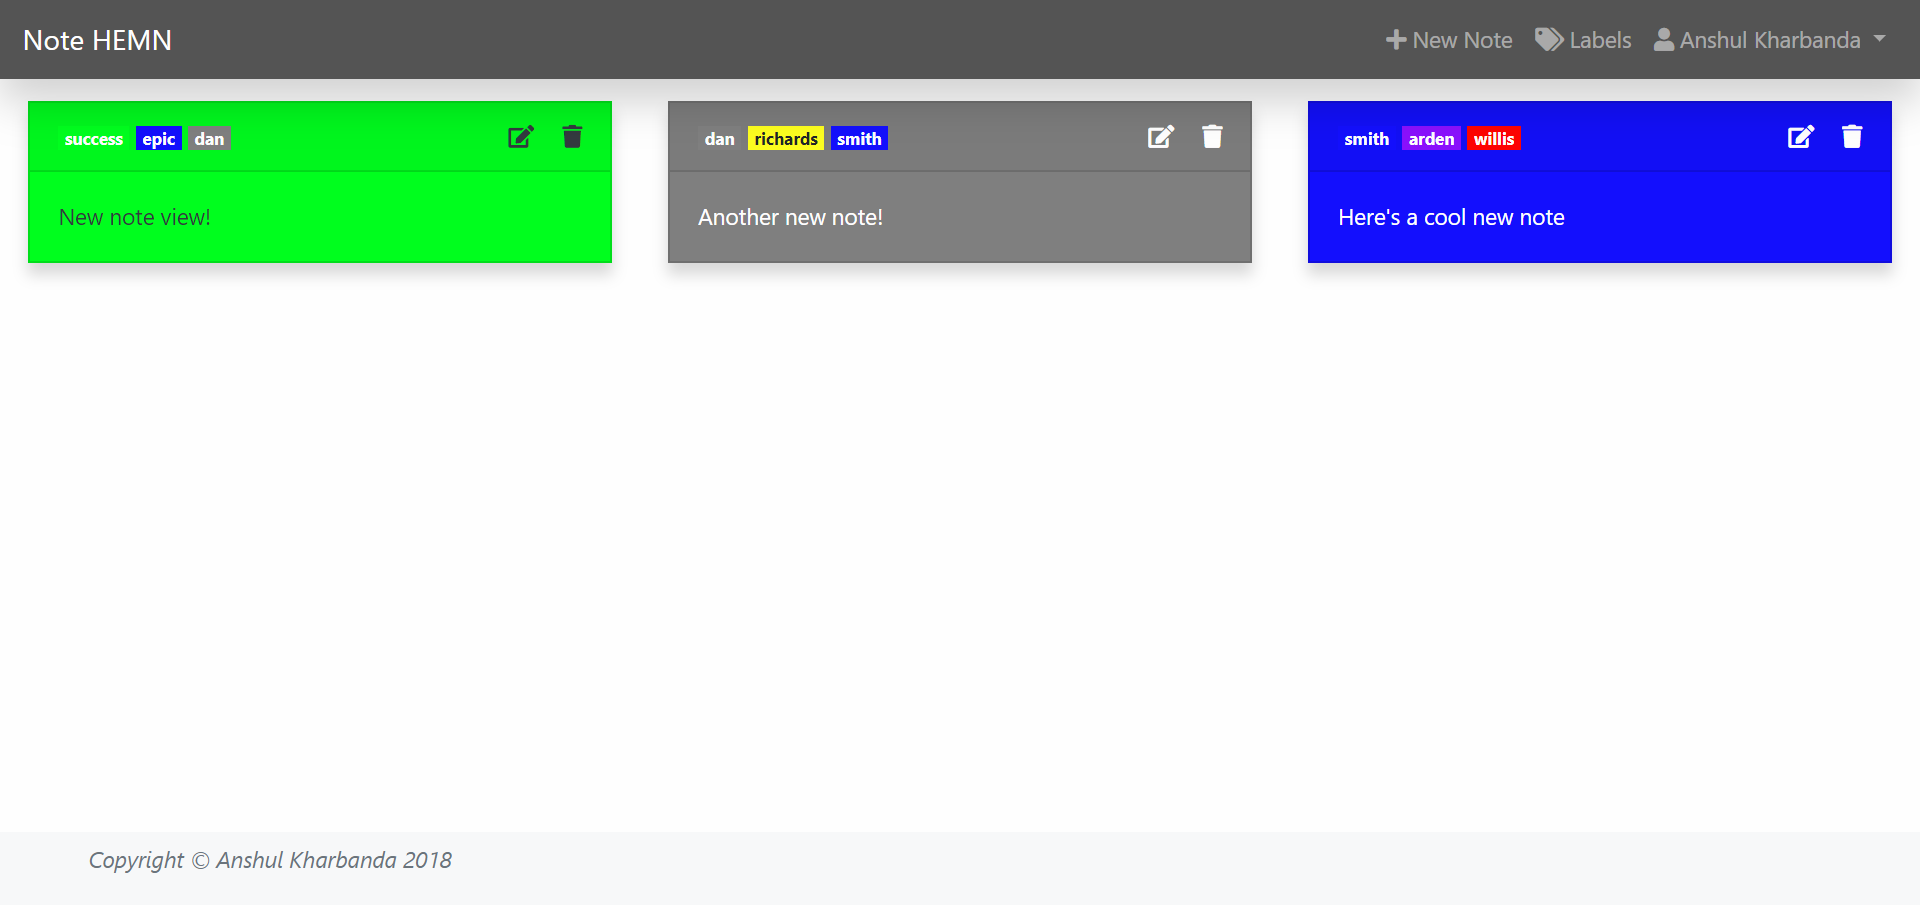 Note HEMN New Note Labels Anshul Kharbanda
success epic dan
New note view!
dan richards smith
Another new note!
smith arden willis
Here's a cool new note
Copyright © Anshul Kharbanda 2018